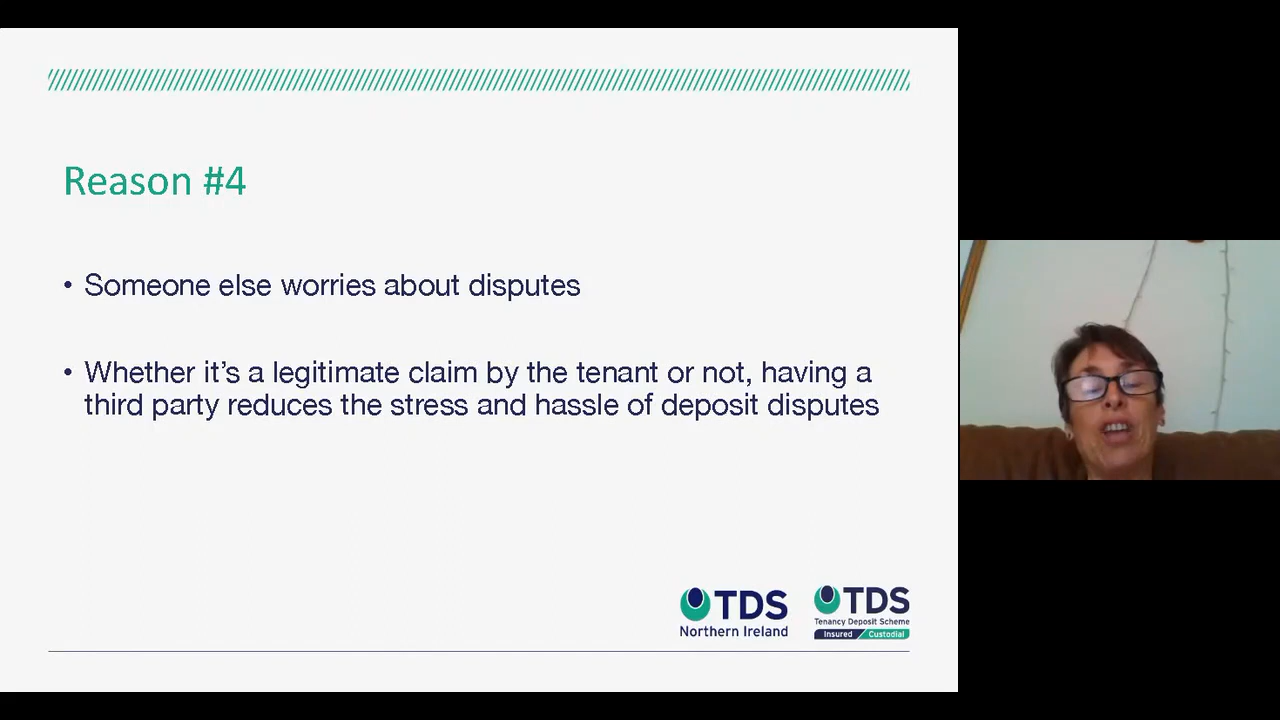 Reason #4
• Someone else worries about disputes
• Whether it’s a legitimate claim by the tenant or not, having a
third party reduces the stress and hassle of deposit disputes
TDS
Northern Ireland
TDS
Tenancy Deposit Scheme
Insured Custodial